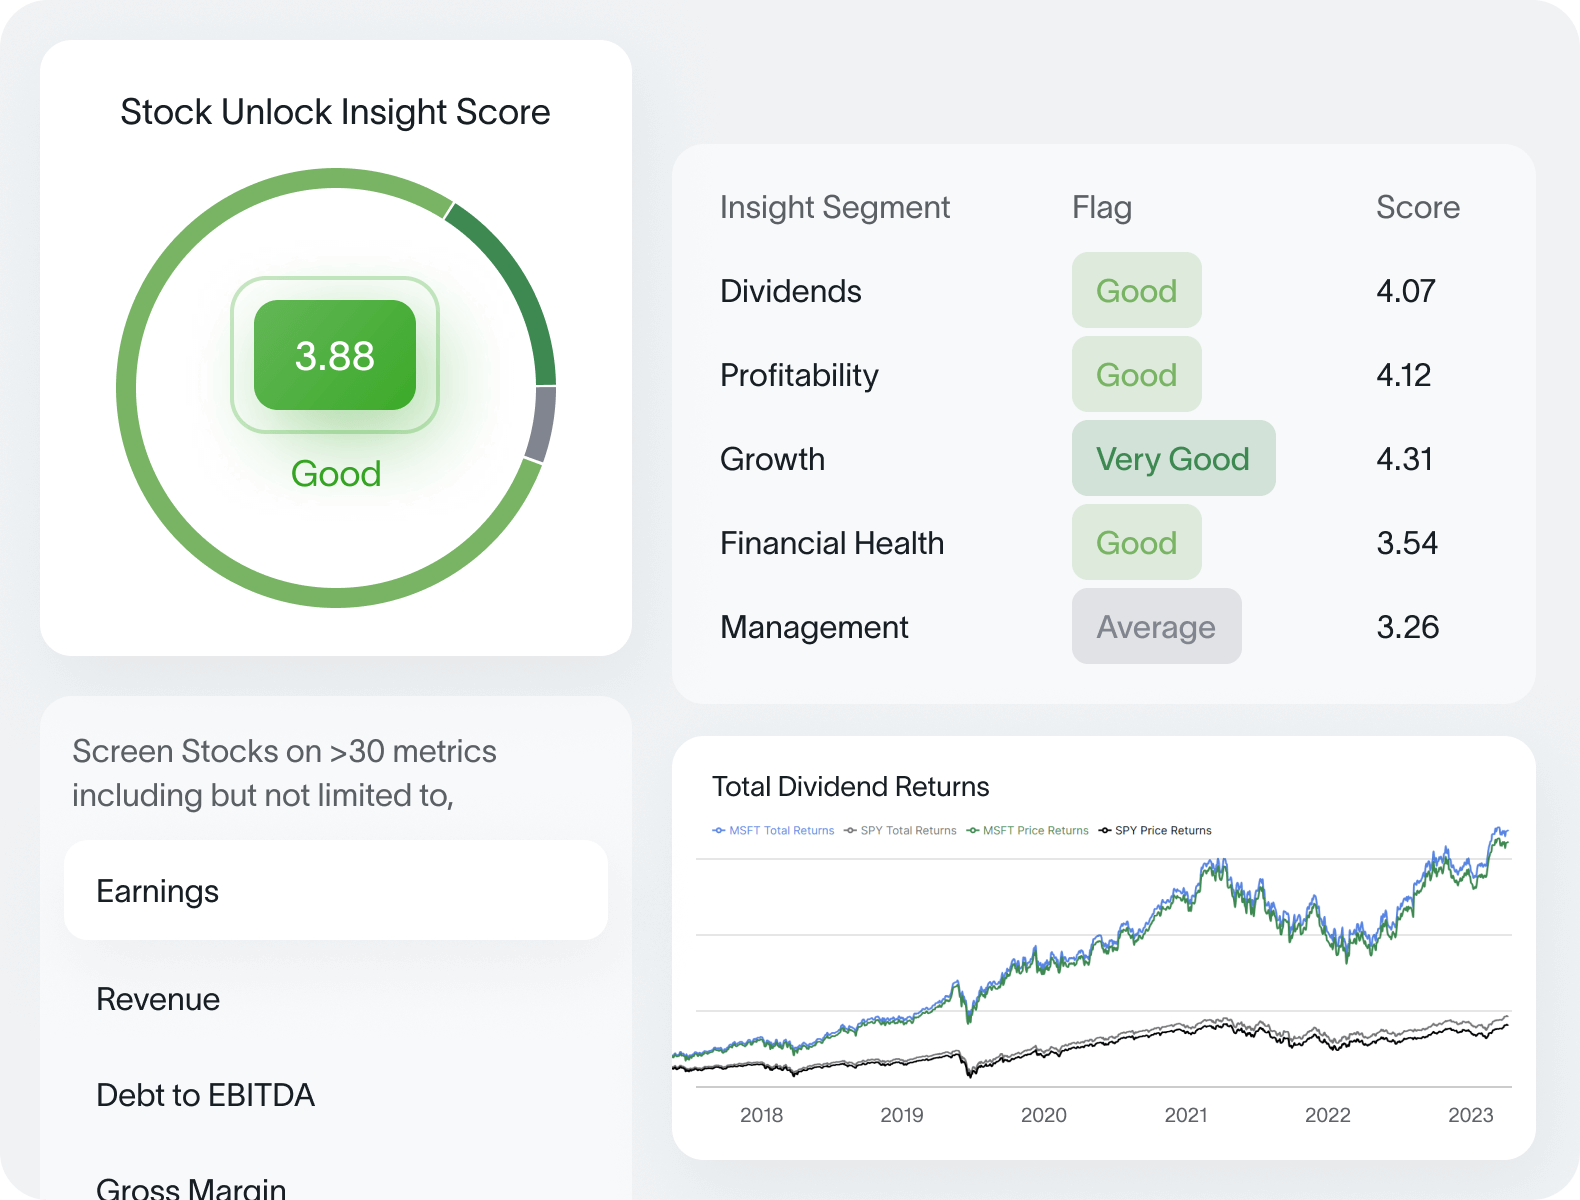 Stock Unlock Insight Score
3.88
Good
Insight Segment Flag Score
Dividends Good 4.07
Profitability Good 4.12
Growth Very Good 4.31
Financial Health Good 3.54
Management Average 3.26
Screen Stocks on >30 metrics
including but not limited to,
Earnings
Revenue
Debt to EBITDA
Gross Margin
Total Dividend Returns
MSFT Total Returns SPY Total Returns MSFT Price Returns SPY Price Returns
2018 2019 2020 2021 2022 2023